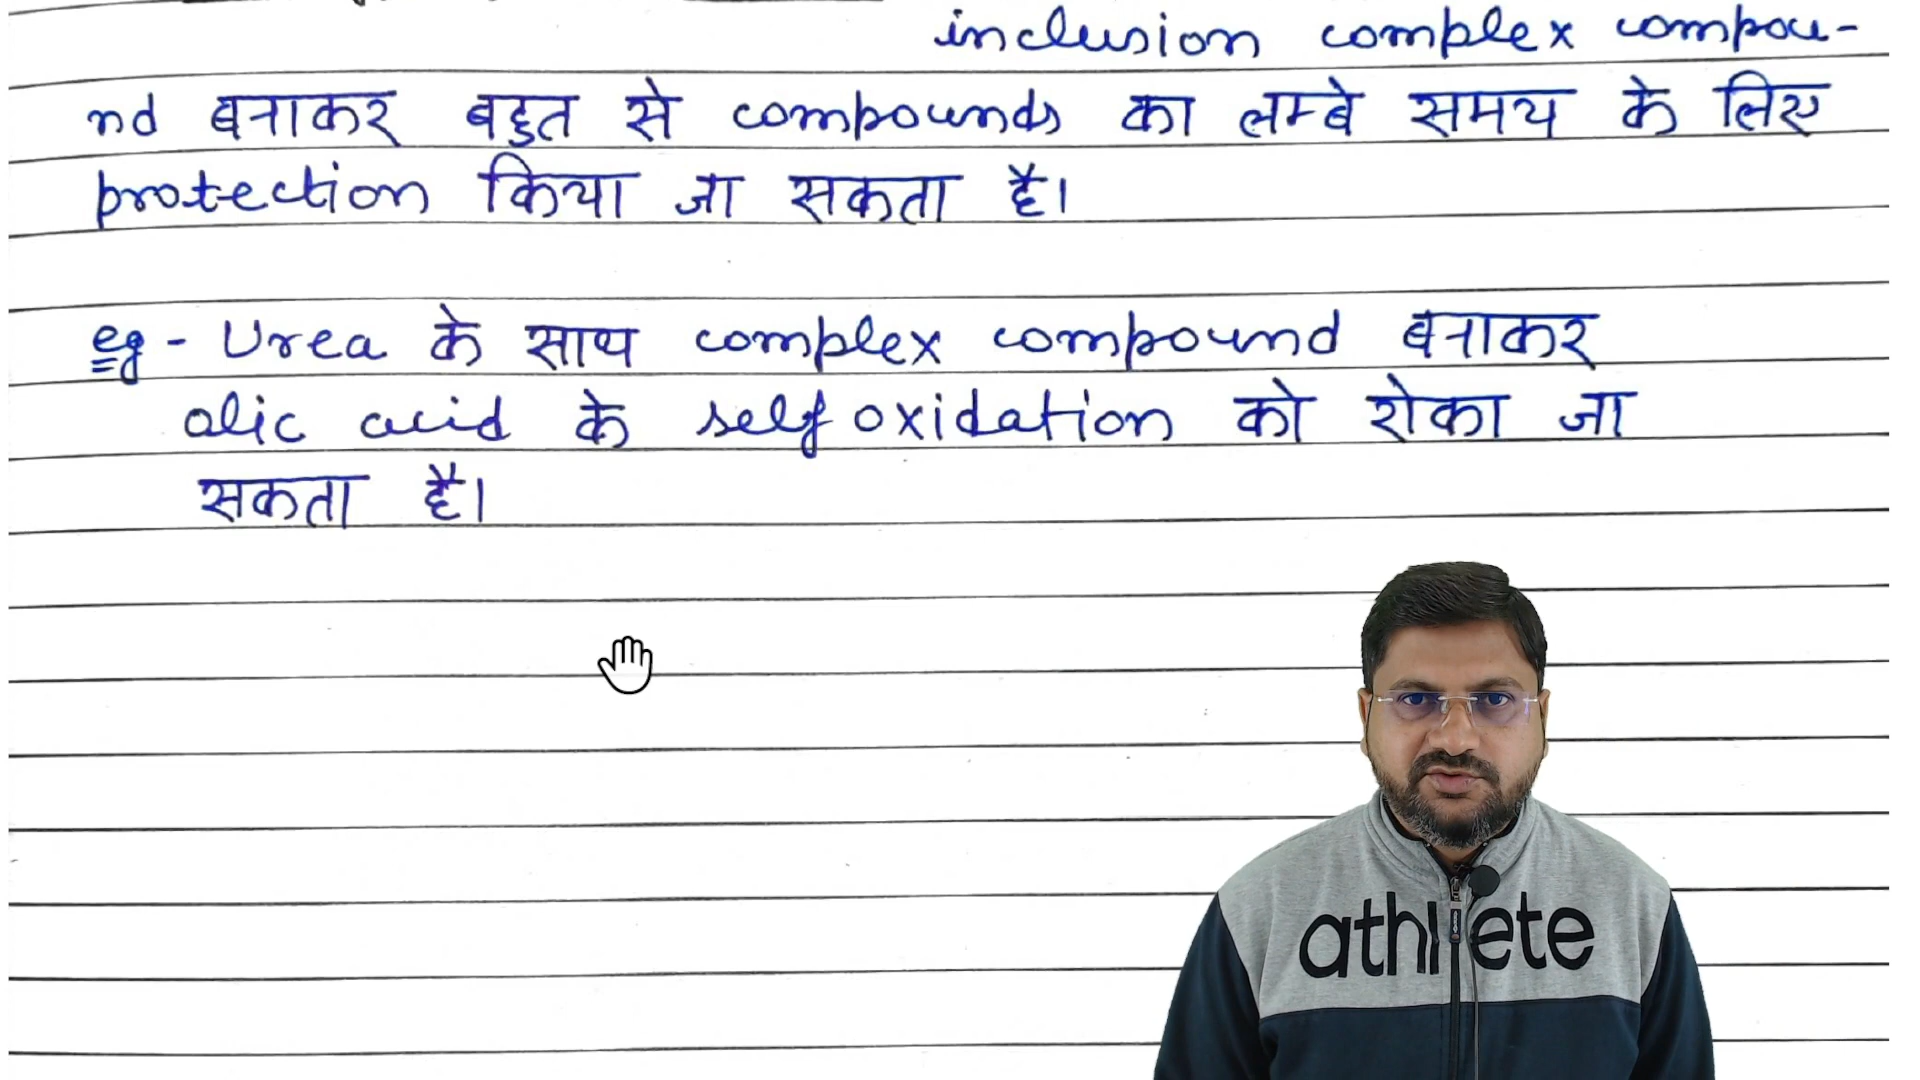 inclusion complex compou-
nd बनाकर बहुत से compounds का लम्बे समय के लिए
protection किया जा सकता है।
eg - Urea के साथ complex compound बनाकर
olic acid के self oxidation को रोका जा
सकता है।
athlete